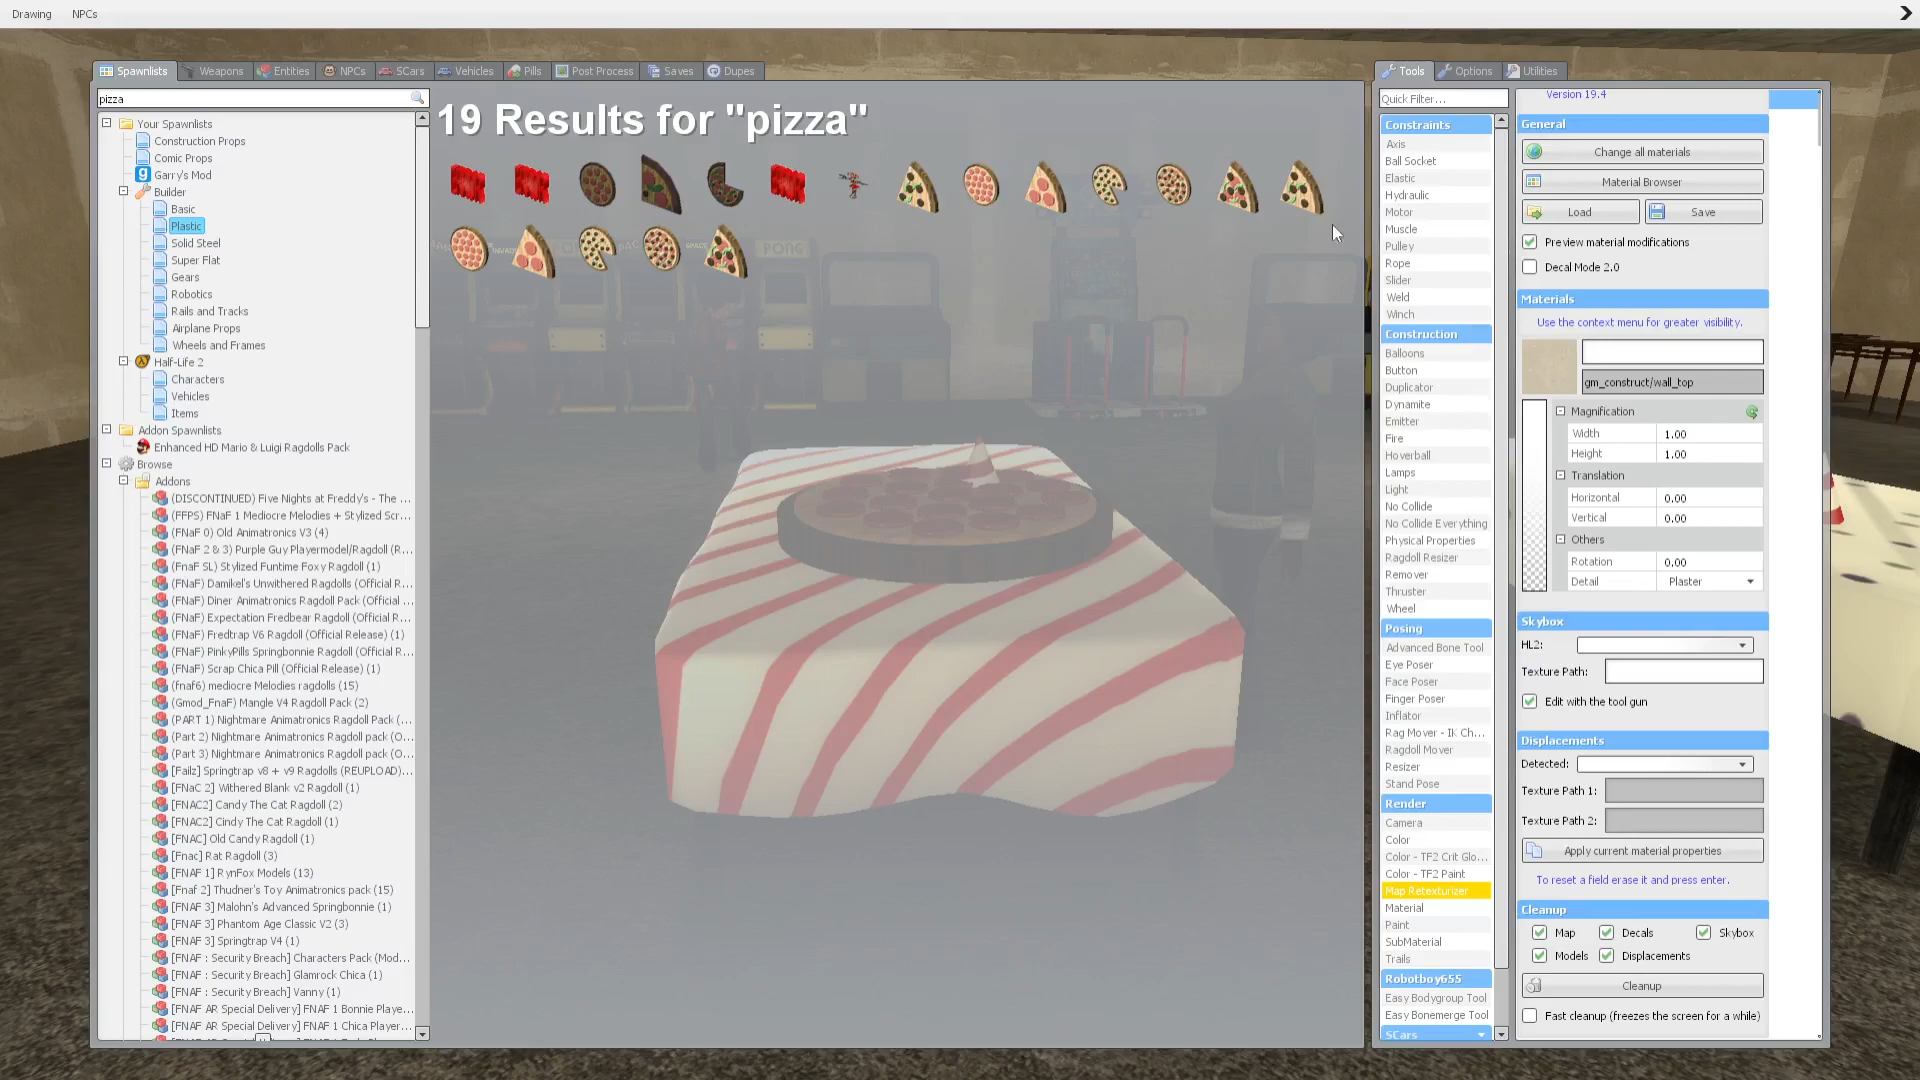 Drawing NPCs
Spawnlists Weapons Entities NPCs SCars Vehicles Pills Post Process Saves Dupes
pizza
Your Spawnlists
Construction Props
Comic Props
Garry's Mod
Builder
Basic
Plastic
Solid Steel
Super Flat
Gears
Robotics
Rails and Tracks
Airplane Props
Wheels and Frames
Half-Life 2
Characters
Vehicles
Items
Addon Spawnlists
Enhanced HD Mario & Luigi Ragdolls Pack
Browse
Addons
(DISCONTINUED) Five Nights at Freddy's - The ...
(FFPS) FNaF 1 Mediocre Melodies + Stylized Scr...
(FNaF 0) Old Animatronics V3 (4)
(FNaF 2 & 3) Purple Guy Playermodel/Ragdoll (R...
(FnaF SL) Stylized Funtime Foxy Ragdoll (1)
(FNaF) Damikel's Unwithered Ragdolls (Official R...
(FNaF) Diner Animatronics Ragdoll Pack (Official ...
(FNaF) Expectation Fredbear Ragdoll (Official R...
(FNaF) Fredtrap V6 Ragdoll (Official Release) (1)
(FNaF) PinkyPills Springbonnie Ragdoll (Official R...
(FNaF) Scrap Chica Pill (Official Release) (1)
(fnaf6) mediocre Melodies ragdolls (15)
(Gmod_FnaF) Mangle V4 Ragdoll Pack (2)
(PART 1) Nightmare Animatronics Ragdoll Pack (...
(Part 2) Nightmare Animatronics Ragdoll pack (O...
(Part 3) Nightmare Animatronics Ragdoll pack (O...
[Failz] Springtrap v8 + v9 Ragdolls (REUPLOAD)...
[FNaC 2] Withered Blank v2 Ragdoll (1)
[FNAC2] Candy The Cat Ragdoll (2)
[FNAC2] Cindy The Cat Ragdoll (1)
[FNAC] Old Candy Ragdoll (1)
[Fnac] Rat Ragdoll (3)
[FNAF 1] RynFox Models (13)
[Fnaf 2] Thudner's Toy Animatronics pack (15)
[FNAF 3] Malohn's Advanced Springbonnie (1)
[FNAF 3] Phantom Age Classic V2 (3)
[FNAF 3] Springtrap V4 (1)
[FNAF : Security Breach] Characters Pack (Mod...
[FNAF : Security Breach] Glamrock Chica (1)
[FNAF : Security Breach] Vanny (1)
[FNAF AR Special Delivery] FNAF 1 Bonnie Playe...
[FNAF AR Special Delivery] FNAF 1 Chica Player...
19 Results for "pizza"
PONG
Tools Options Utilities
Quick Filter...
Constraints
Axis
Ball Socket
Elastic
Hydraulic
Motor
Muscle
Pulley
Rope
Slider
Weld
Winch
Construction
Balloons
Button
Duplicator
Dynamite
Emitter
Fire
Hoverball
Lamps
Light
No Collide
No Collide Everything
Physical Properties
Ragdoll Resizer
Remover
Thruster
Wheel
Posing
Advanced Bone Tool
Eye Poser
Face Poser
Finger Poser
Inflator
Rag Mover - Ik Ch...
Ragdoll Mover
Resizer
Stand Pose
Render
Camera
Color
Color - TF2 Crit Glo...
Color - TF2 Paint
Map Retexturizer
Material
Paint
SubMaterial
Trails
Robotboy655
Easy Bodygroup Tool
Easy Bonemerge Tool
SCars
Version 19.4
General
Change all materials
Material Browser
Load Save
Preview material modifications
Decal Mode 2.0
Materials
Use the context menu for greater visibility.
gm_construct/wall_top
Magnification
Width 1.00
Height 1.00
Translation
Horizontal 0.00
Vertical 0.00
Others
Rotation 0.00
Detail Plaster
Skybox
HL2:
Texture Path:
Edit with the tool gun
Displacements
Detected:
Texture Path 1:
Texture Path 2:
Apply current material properties
To reset a field erase it and press enter.
Cleanup
Map Decals Skybox
Models Displacements
Cleanup
Fast cleanup (freezes the screen for a while)